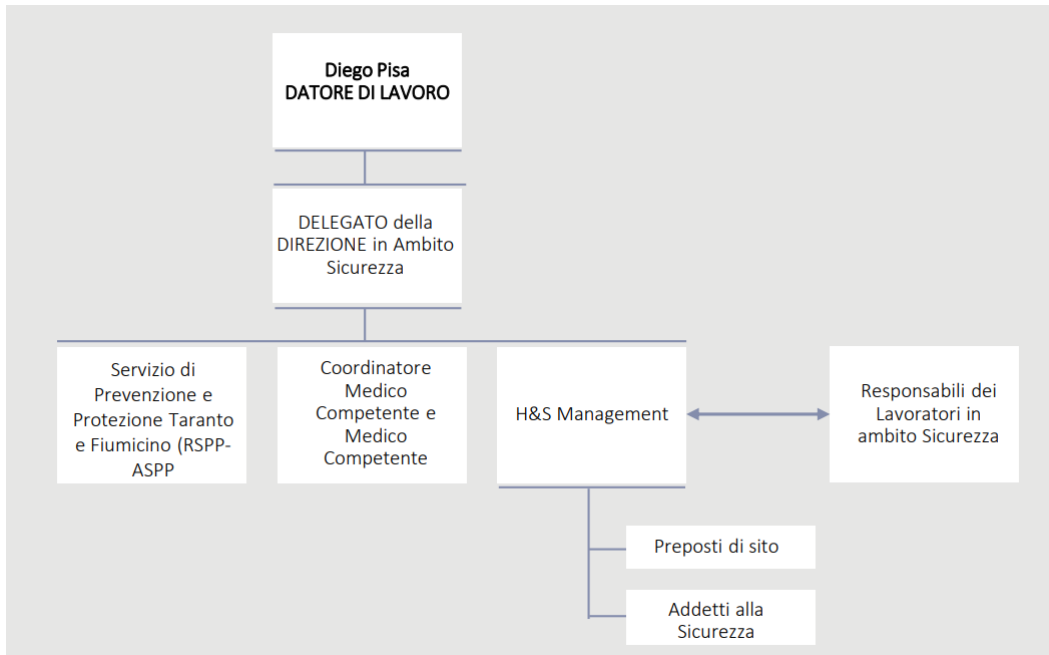 Diego Pisa
DATORE DI LAVORO
DELEGATO della
DIREZIONE in Ambito
Sicurezza
Servizio di
Prevenzione e
Protezione Taranto
e Fiumicino (RSPP-
ASPP
Coordinatore
Medico
Competente e
Medico
Competente
H&S Management
Responsabili dei
Lavoratori in
ambito Sicurezza
Preposti di sito
Addetti alla
Sicurezza